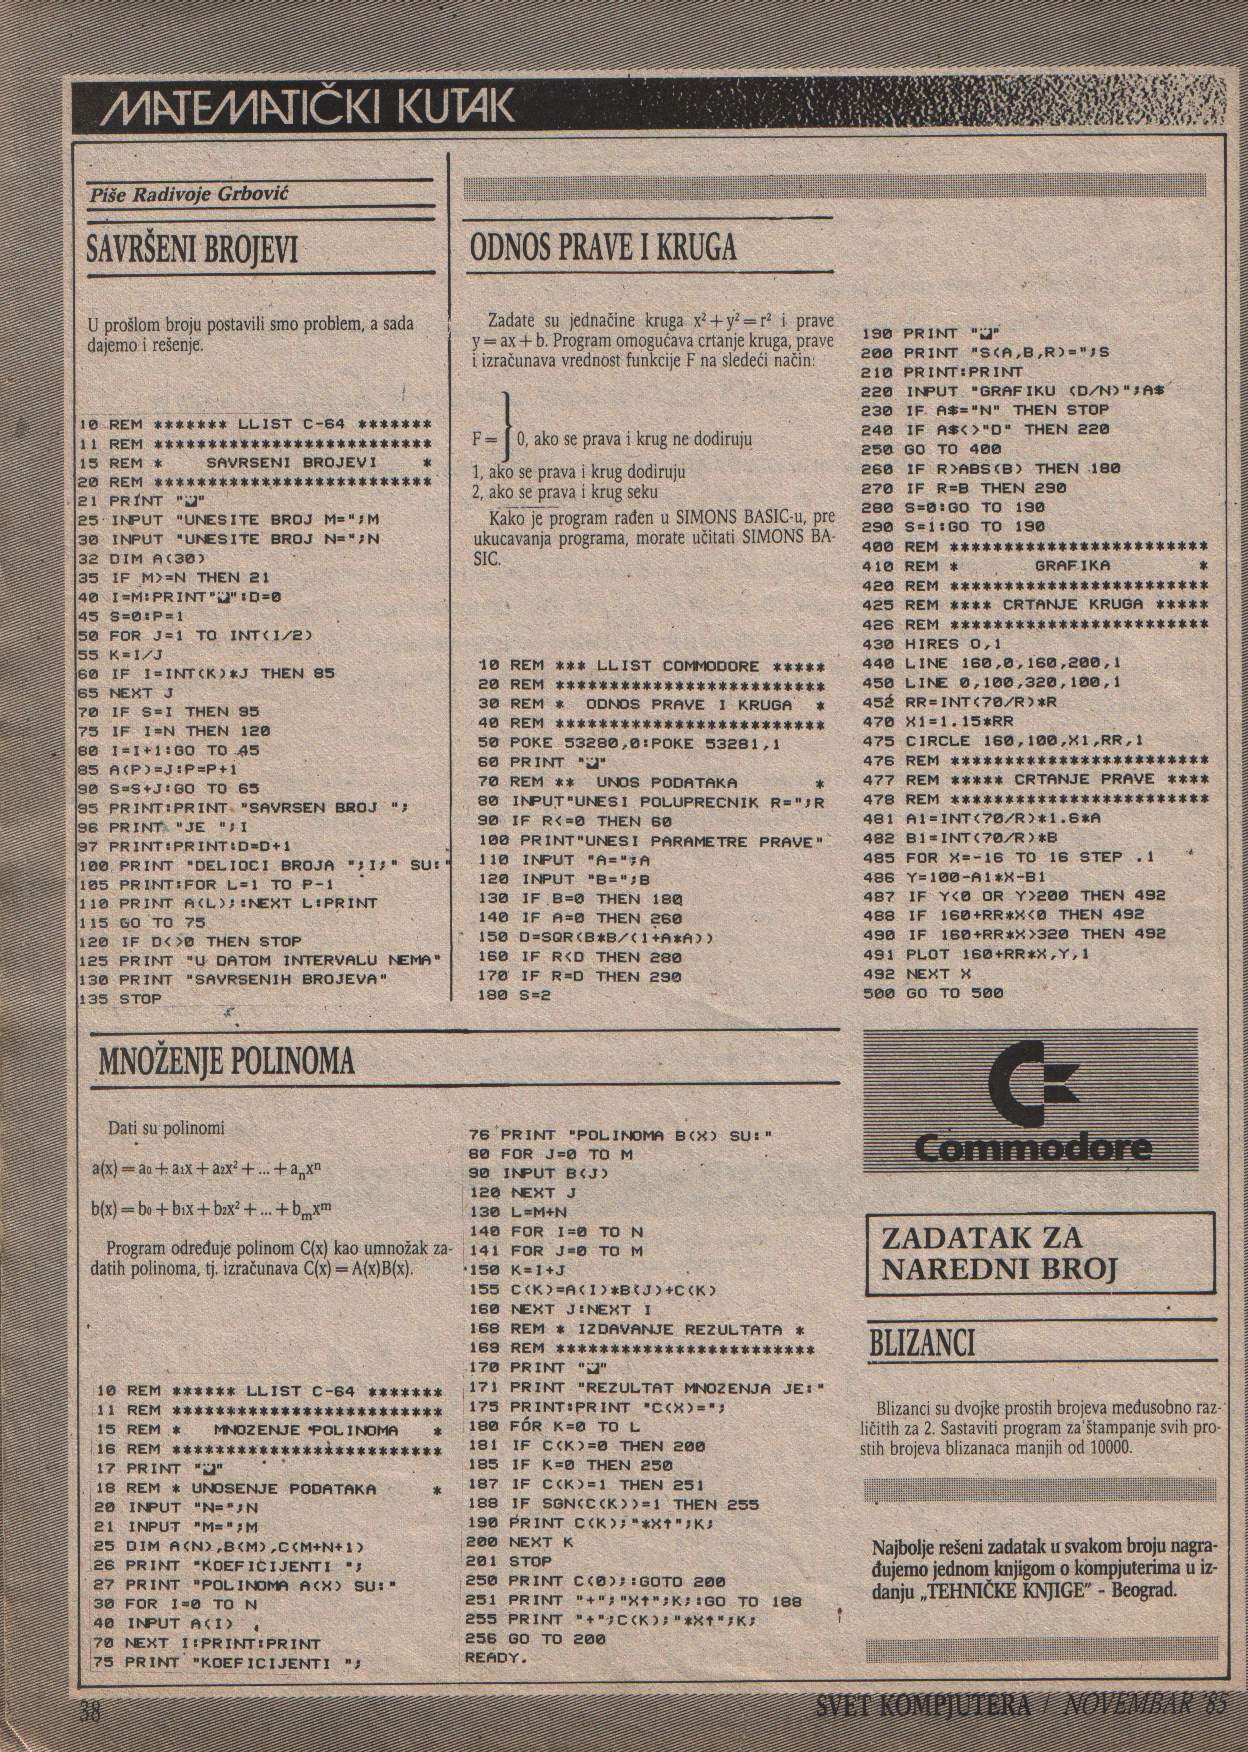 MATEMATIČKI KUTAK
Piše Radivoje Grbović
SAVRŠENI BROJEVI
U prošlom broju postavili smo problem, a sada
dajemo i rešenje.
10 REM ******* LLIST C-64 *******
11 REM **************************
15 REM *    SAVRSENI BROJEVI    *
20 REM **************************
21 PRINT ""
25 INPUT "UNESITE BROJ M=";M
30 INPUT "UNESITE BROJ N=";N
32 DIM A(30)
35 IF M>=N THEN 21
40 I=M:PRINT"":D=0
45 S=0:P=1
50 FOR J=1 TO INT(I/2)
55 K=I/J
60 IF I=INT(K)*J THEN 85
65 NEXT J
70 IF S=I THEN 95
75 IF I=N THEN 120
80 I=I+1:GO TO 45
85 A(P)=J:P=P+1
90 S=S+J:GO TO 65
95 PRINT:PRINT "SAVRSEN BROJ ";
96 PRINT "JE ";I
97 PRINT:PRINT:D=D+1
100 PRINT "DELIOCI BROJA ";I;" SU:"
105 PRINT:FOR L=1 TO P-1
110 PRINT A(L);:NEXT L:PRINT
115 GO TO 75
120 IF D<>0 THEN STOP
125 PRINT "U DATOM INTERVALU NEMA"
130 PRINT "SAVRSENIH BROJEVA"
135 STOP
ODNOS PRAVE I KRUGA
Zadate su jednačine kruga x²+y²=r² i prave
y=ax+b. Program omogućava crtanje kruga, prave
i izračunava vrednost funkcije F na sledeći način:
F = } 0, ako se prava i krug ne dodiruju
1, ako se prava i krug dodiruju
2, ako se prava i krug seku
Kako je program rađen u SIMONS BASIC-u, pre
ukucavanja programa, morate učitati SIMONS BA-
SIC.
10 REM *** LLIST COMMODORE *****
20 REM *************************
30 REM *  ODNOS PRAVE I KRUGA  *
40 REM *************************
50 POKE 53280,0:POKE 53281,1
60 PRINT ""
70 REM **  UNOS PODATAKA       *
80 INPUT"UNESI POLUPRECNIK R=";R
90 IF R<=0 THEN 60
100 PRINT"UNESI PARAMETRE PRAVE"
110 INPUT "A=";A
120 INPUT "B=";B
130 IF B=0 THEN 180
140 IF A=0 THEN 260
150 D=SQR(B*B/(1+A*A))
160 IF R<D THEN 280
170 IF R=D THEN 290
180 S=2
190 PRINT ""
200 PRINT "S(A,B,R)=";S
210 PRINT:PRINT
220 INPUT "GRAFIKU (D/N)";A$
230 IF A$="N" THEN STOP
240 IF A$<>"D" THEN 220
250 GO TO 400
260 IF R>ABS(B) THEN 180
270 IF R=B THEN 290
280 S=0:GO TO 190
290 S=1:GO TO 190
400 REM ************************
410 REM *       GRAFIKA        *
420 REM ************************
425 REM **** CRTANJE KRUGA *****
426 REM ************************
430 HIRES 0,1
440 LINE 160,0,160,200,1
450 LINE 0,100,320,100,1
452 RR=INT(70/R)*R
470 X1=1.15*RR
475 CIRCLE 160,100,X1,RR,1
476 REM ************************
477 REM ***** CRTANJE PRAVE ****
478 REM ************************
481 A1=INT(70/R)*1.6*A
482 B1=INT(70/R)*B
485 FOR X=-16 TO 16 STEP .1
486 Y=100-A1*X-B1
487 IF Y<0 OR Y>200 THEN 492
488 IF 160+RR*X<0 THEN 492
490 IF 160+RR*X>320 THEN 492
491 PLOT 160+RR*X,Y,1
492 NEXT X
500 GO TO 500
Commodore
MNOŽENJE POLINOMA
Dati su polinomi
a(x) = a₀ + a₁x + a₂x² + ... + aₙxⁿ
b(x) = b₀ + b₁x + b₂x² + ... + bₘxᵐ
Program određuje polinom C(x) kao umnožak za-
datih polinoma, tj. izračunava C(x) = A(x)B(x).
10 REM ****** LLIST C-64 *******
11 REM *************************
15 REM *   MNOZENJE POLINOMA   *
16 REM *************************
17 PRINT ""
18 REM * UNOSENJE PODATAKA     *
20 INPUT "N=";N
21 INPUT "M=";M
25 DIM A(N),B(M),C(M+N+1)
26 PRINT "KOEFICIJENTI ";
27 PRINT "POLINOMA A(X) SU:"
30 FOR I=0 TO N
40 INPUT A(I)
70 NEXT I:PRINT:PRINT
75 PRINT "KOEFICIJENTI ";
76 PRINT "POLINOMA B(X) SU:"
80 FOR J=0 TO M
90 INPUT B(J)
120 NEXT J
130 L=M+N
140 FOR I=0 TO N
141 FOR J=0 TO M
150 K=I+J
155 C(K)=A(I)*B(J)+C(K)
160 NEXT J:NEXT I
168 REM * IZDAVANJE REZULTATA *
169 REM ************************
170 PRINT ""
171 PRINT "REZULTAT MNOZENJA JE:"
175 PRINT:PRINT "C(X)=";
180 FOR K=0 TO L
181 IF C(K)=0 THEN 200
185 IF K=0 THEN 250
187 IF C(K)=1 THEN 251
188 IF SGN(C(K))=1 THEN 255
190 PRINT C(K);"*X↑";K;
200 NEXT K
201 STOP
250 PRINT C(0);:GOTO 200
251 PRINT "+";"X↑";K;:GO TO 188
255 PRINT "+";C(K);"*X↑";K;
256 GO TO 200
READY.
ZADATAK ZA
NAREDNI BROJ
BLIZANCI
Blizanci su dvojke prostih brojeva međusobno raz-
ličitih za 2. Sastaviti program za štampanje svih pro-
stih brojeva blizanaca manjih od 10000.
Najbolje rešeni zadatak u svakom broju nagra-
đujemo jednom knjigom o kompjuterima u iz-
danju „TEHNIČKE KNJIGE" - Beograd.
38
SVET KOMPJUTERA / NOVEMBAR '85